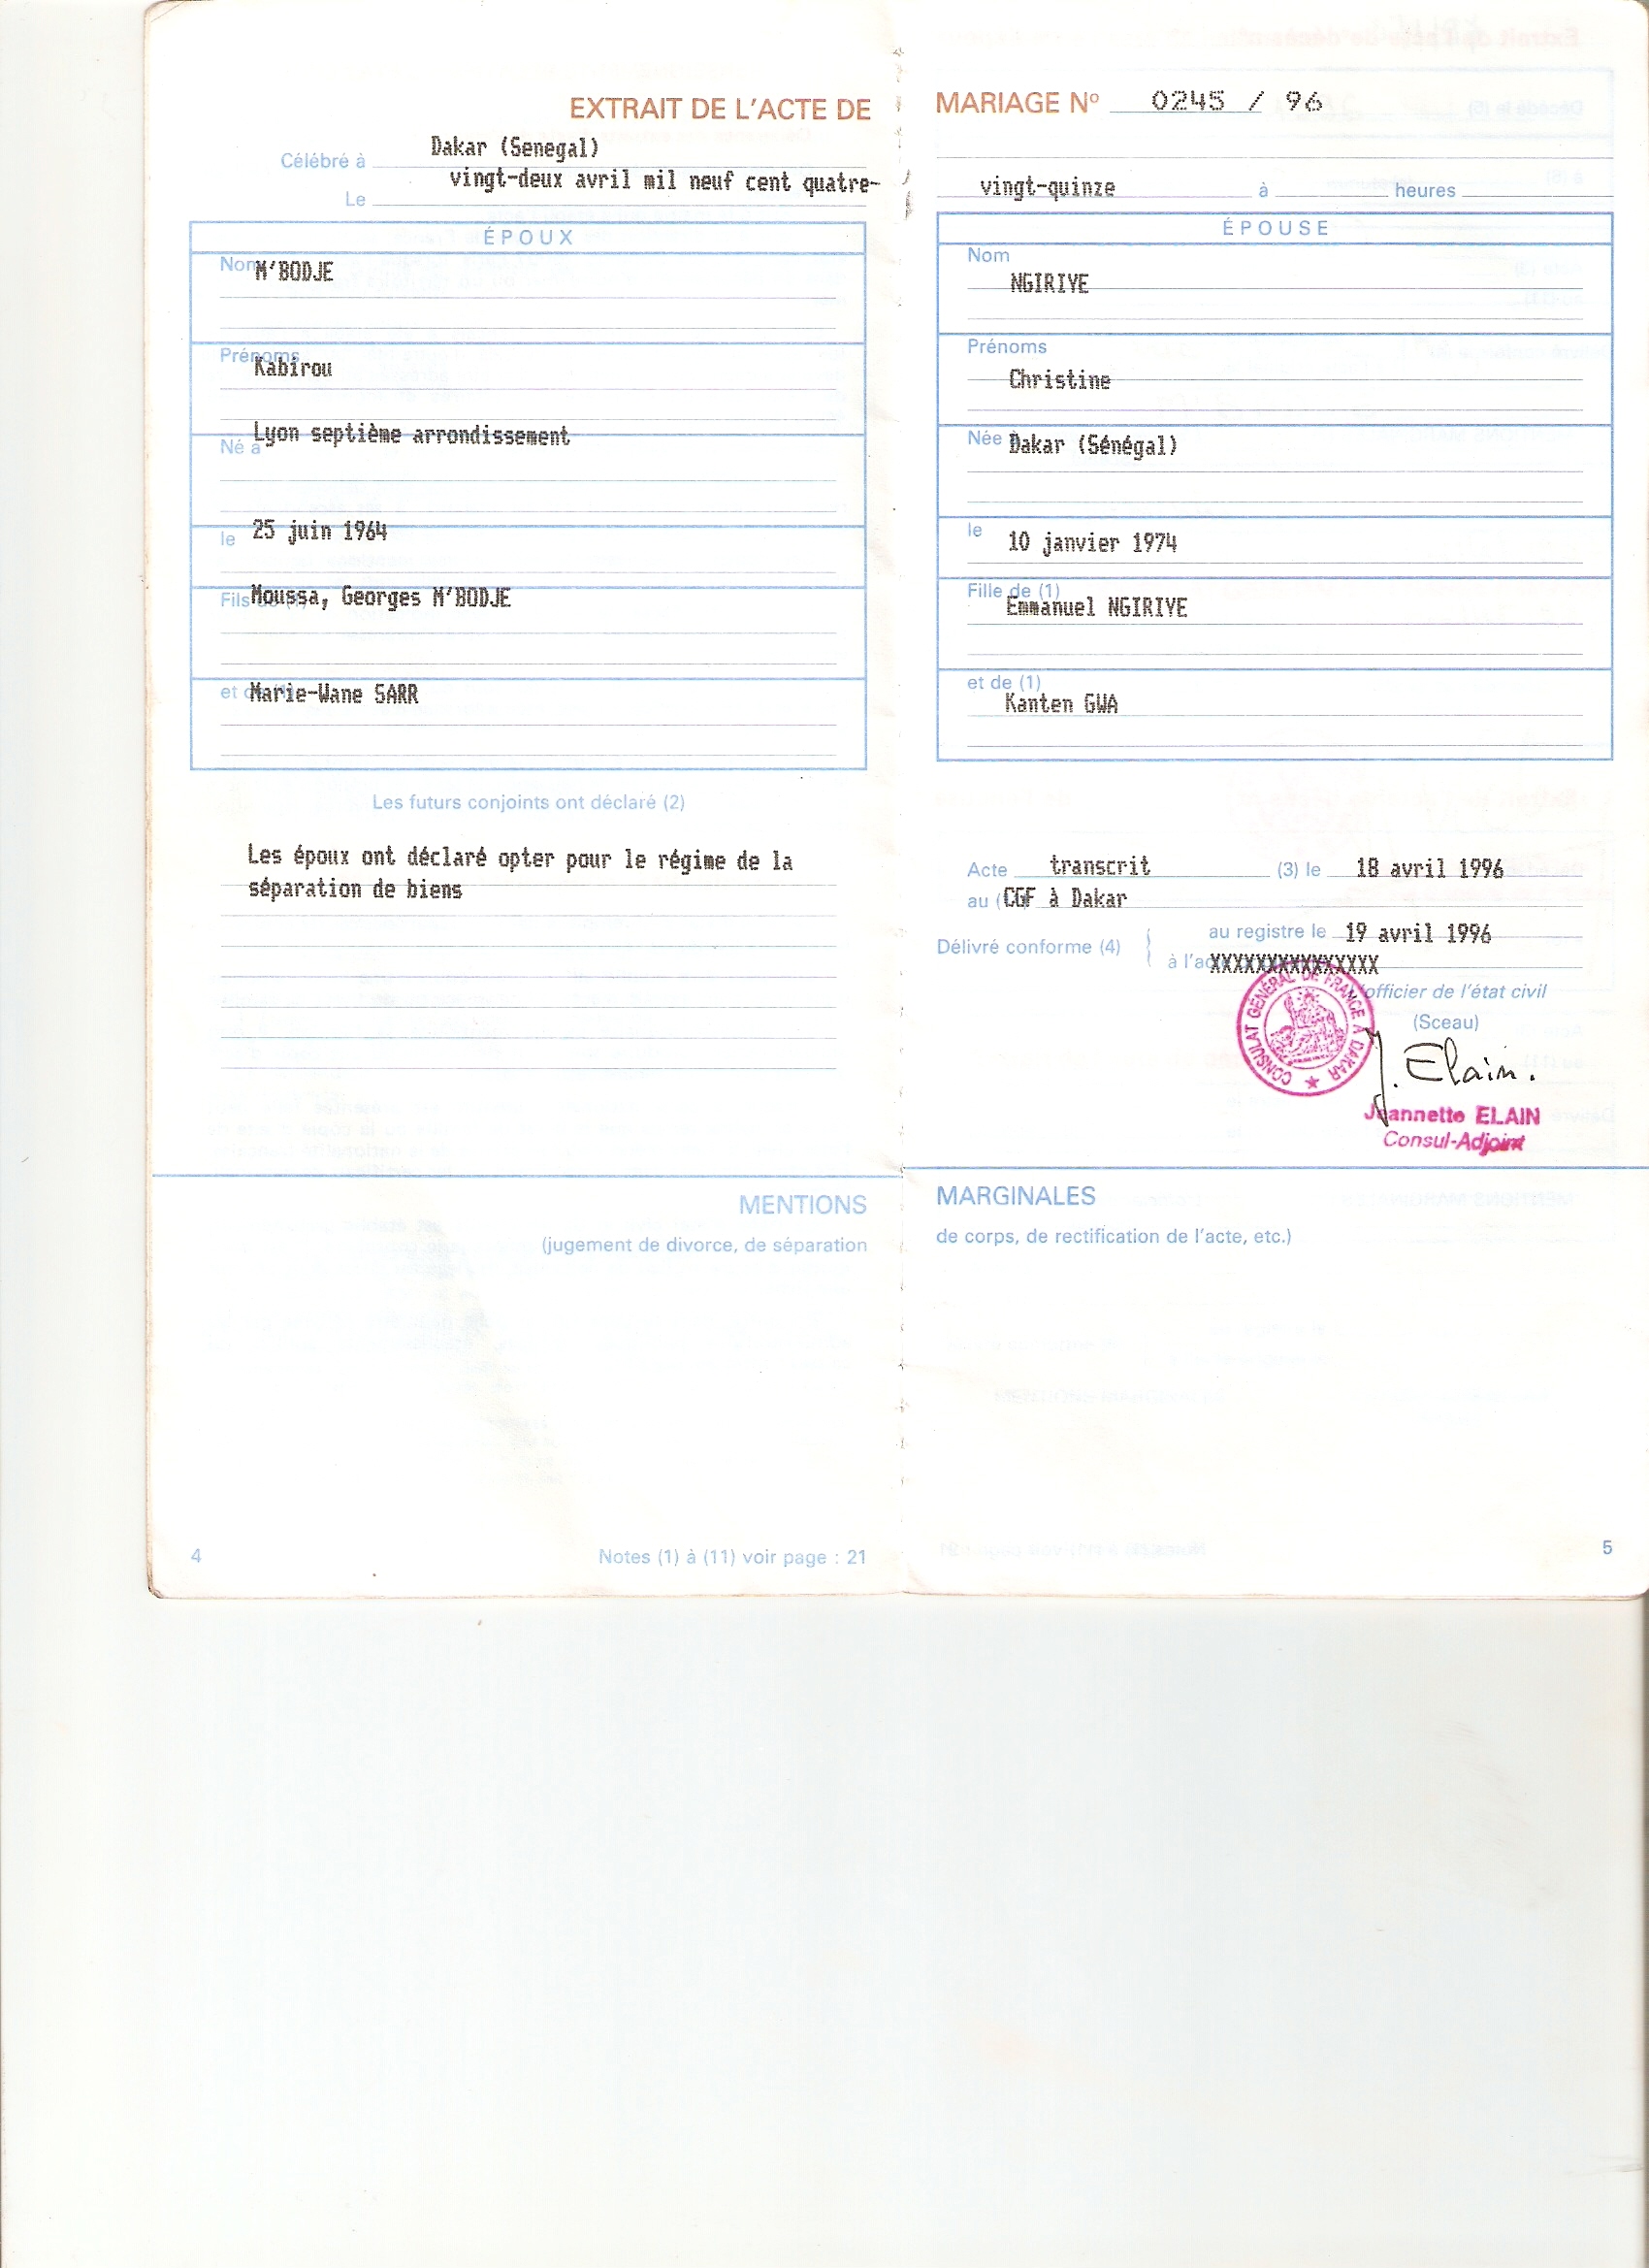 EXTRAIT DE L'ACTE DE
Célébré à Dakar (Senegal)
Le vingt-deux avril mil neuf cent quatre-
ÉPOUX
Nom M'BODJE
Prénoms Kabirou
Né à Lyon septième arrondissement
le 25 juin 1964
Fils de (1) Moussa, Georges M'BODJE
et de (1) Marie-Wane SARR
Les futurs conjoints ont déclaré (2)
Les époux ont déclaré opter pour le régime de la
séparation de biens
MENTIONS
(jugement de divorce, de séparation
4
Notes (1) à (11) voir page : 21
MARIAGE Nº 0245 / 96
vingt-quinze à heures
ÉPOUSE
Nom
NGIRIYE
Prénoms
Christine
Née Dakar (Sénégal)
le 10 janvier 1974
Fille de (1)
Emmanuel NGIRIYE
et de (1)
Kanten GWA
Acte transcrit (3) le 18 avril 1996
au CGF à Dakar
Délivré conforme (4)
au registre le 19 avril 1996
à l'acte XXXXXXXXXXXXXXXX
L'officier de l'état civil
(Sceau)
CONSULAT GÉNÉRAL DE FRANCE A DAKAR
J. Elain.
Jeannette ELAIN
Consul-Adjoint
MARGINALES
de corps, de rectification de l'acte, etc.)
5